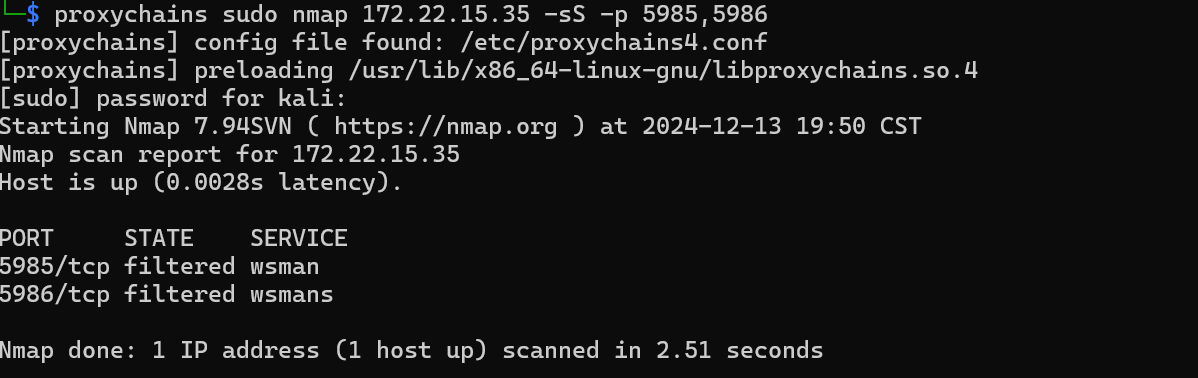 └─$ proxychains sudo nmap 172.22.15.35 -sS -p 5985,5986
[proxychains] config file found: /etc/proxychains4.conf
[proxychains] preloading /usr/lib/x86_64-linux-gnu/libproxychains.so.4
[sudo] password for kali:
Starting Nmap 7.94SVN ( https://nmap.org ) at 2024-12-13 19:50 CST
Nmap scan report for 172.22.15.35
Host is up (0.0028s latency).
PORT     STATE    SERVICE
5985/tcp filtered wsman
5986/tcp filtered wsmans
Nmap done: 1 IP address (1 host up) scanned in 2.51 seconds